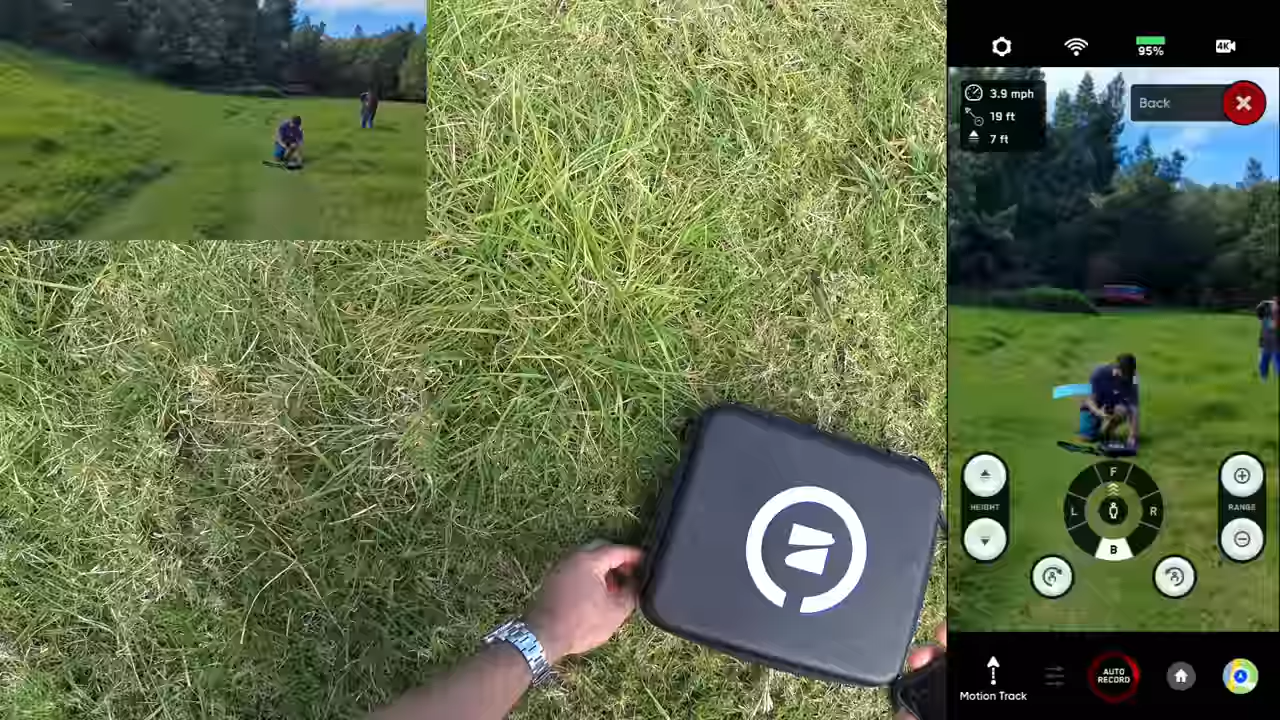 95%
4K
3.9 mph
19 ft
7 ft
Back
HEIGHT
F
L
R
B
RANGE
Motion Track
AUTO
RECORD